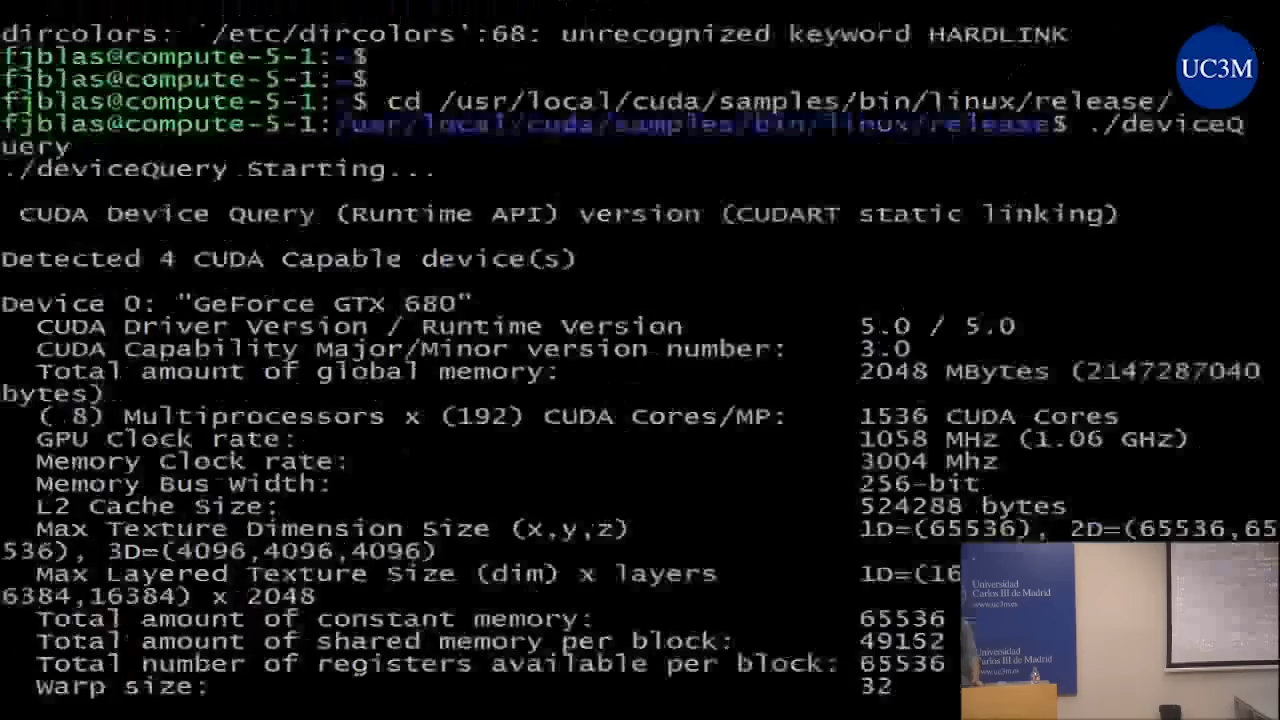 dircolors: `/etc/dircolors':68: unrecognized keyword HARDLINK
UC3M
fjblas@compute-5-1:~$
fjblas@compute-5-1:~$
fjblas@compute-5-1:~$ cd /usr/local/cuda/samples/bin/linux/release/
fjblas@compute-5-1:/usr/local/cuda/samples/bin/linux/release$ ./deviceQ
uery
./deviceQuery Starting...
CUDA Device Query (Runtime API) version (CUDART static linking)
Detected 4 CUDA Capable device(s)
Device 0: "GeForce GTX 680"
CUDA Driver Version / Runtime Version 5.0 / 5.0
CUDA Capability Major/Minor version number: 3.0
Total amount of global memory: 2048 MBytes (2147287040
bytes)
( 8) Multiprocessors x (192) CUDA Cores/MP: 1536 CUDA Cores
GPU Clock rate: 1058 MHz (1.06 GHz)
Memory Clock rate: 3004 Mhz
Memory Bus Width: 256-bit
L2 Cache Size: 524288 bytes
Max Texture Dimension Size (x,y,z) 1D=(65536), 2D=(65536,65
536), 3D=(4096,4096,4096)
Max Layered Texture Size (dim) x layers 1D=(16
6384,16384) x 2048
Total amount of constant memory: 65536
Total amount of shared memory per block: 49152
Total number of registers available per block: 65536
Warp size: 32
Universidad
Carlos III de Madrid
www.uc3m.es
Universidad
Carlos III de Madrid
www.uc3m.es